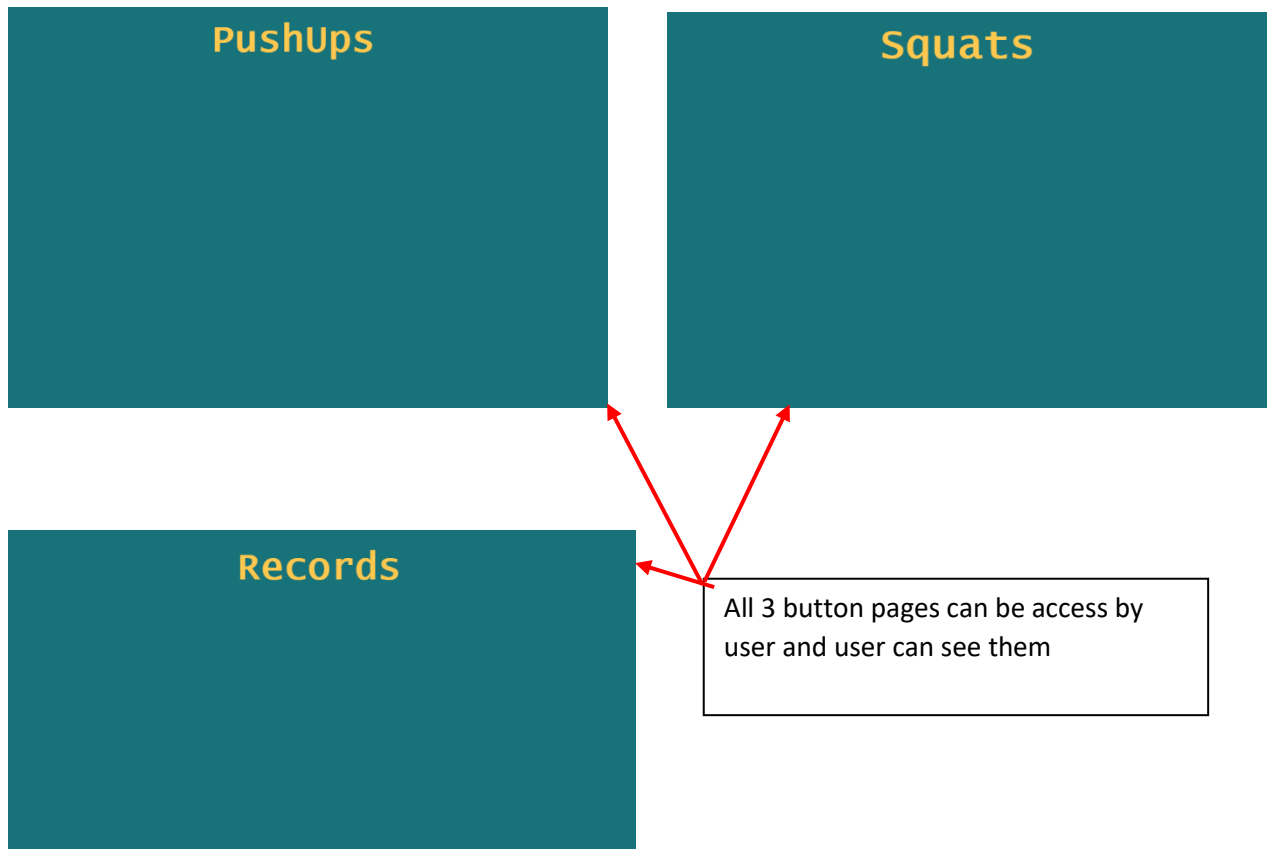 PushUps
Squats
Records
All 3 button pages can be access by
user and user can see them